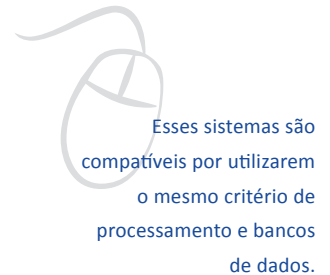 Esses sistemas são
compatíveis por utilizarem
o mesmo critério de
processamento e bancos
de dados.